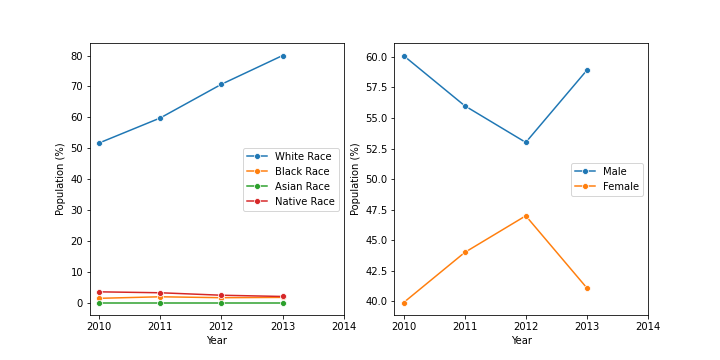 80
70
60
50
40
30
20
10
0
Population (%)
2010 2011 2012 2013 2014
Year
White Race
Black Race
Asian Race
Native Race
60.0
57.5
55.0
52.5
50.0
47.5
45.0
42.5
40.0
Population (%)
2010 2011 2012 2013 2014
Year
Male
Female